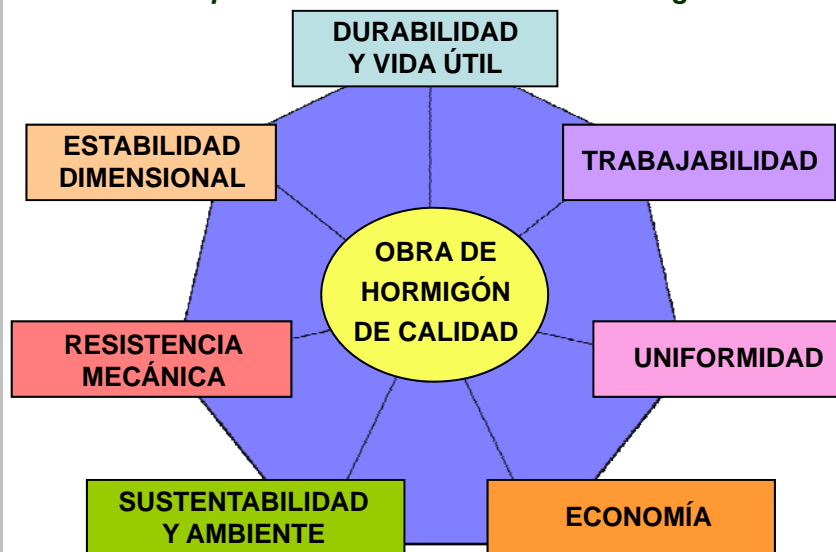 DURABILIDAD
Y VIDA ÚTIL
ESTABILIDAD
DIMENSIONAL
TRABAJABILIDAD
OBRA DE
HORMIGÓN
DE CALIDAD
RESISTENCIA
MECÁNICA
UNIFORMIDAD
SUSTENTABILIDAD
Y AMBIENTE
ECONOMÍA